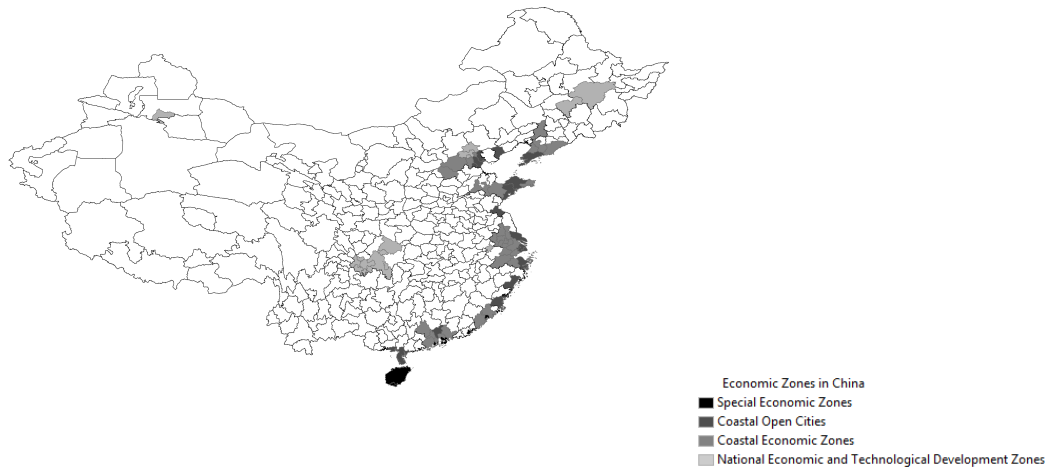 Economic Zones in China
Special Economic Zones
Coastal Open Cities
Coastal Economic Zones
National Economic and Technological Development Zones